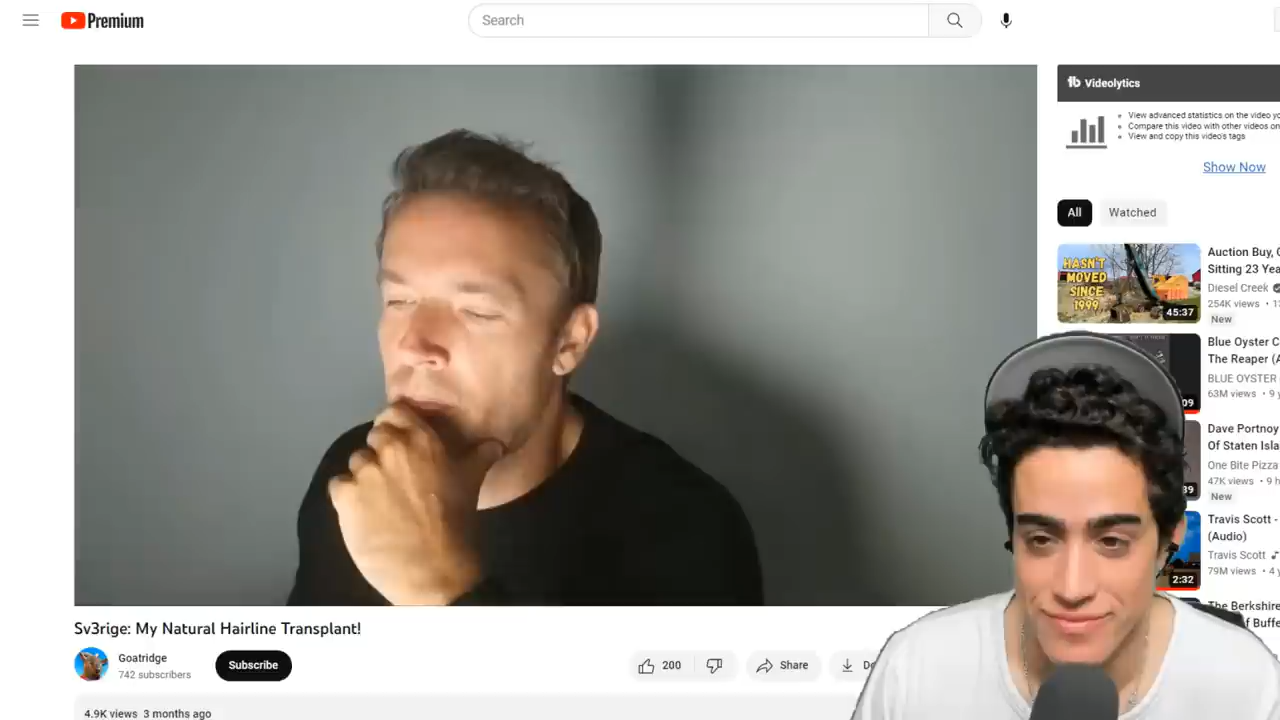 Premium
Search
Videolytics
View advanced statistics on the video
Compare this video with other videos on
View and copy this video's tags
Show Now
All
Watched
HASN'T
MOVED
SINCE
1999
45:37
Auction Buy,
Sitting 23
Diesel Creek
254K views
New
Blue Oyster
The Reaper
BLUE OYSTER
63M views
Dave Portnoy
Of Staten
One Bite Pizza
47K views
New
Travis Scott -
(Audio)
Travis Scott
79M views
2:32
The Berkshire
Sv3rige: My Natural Hairline Transplant!
Goatridge
742 subscribers
Subscribe
200
Share
4.9K views 3 months ago